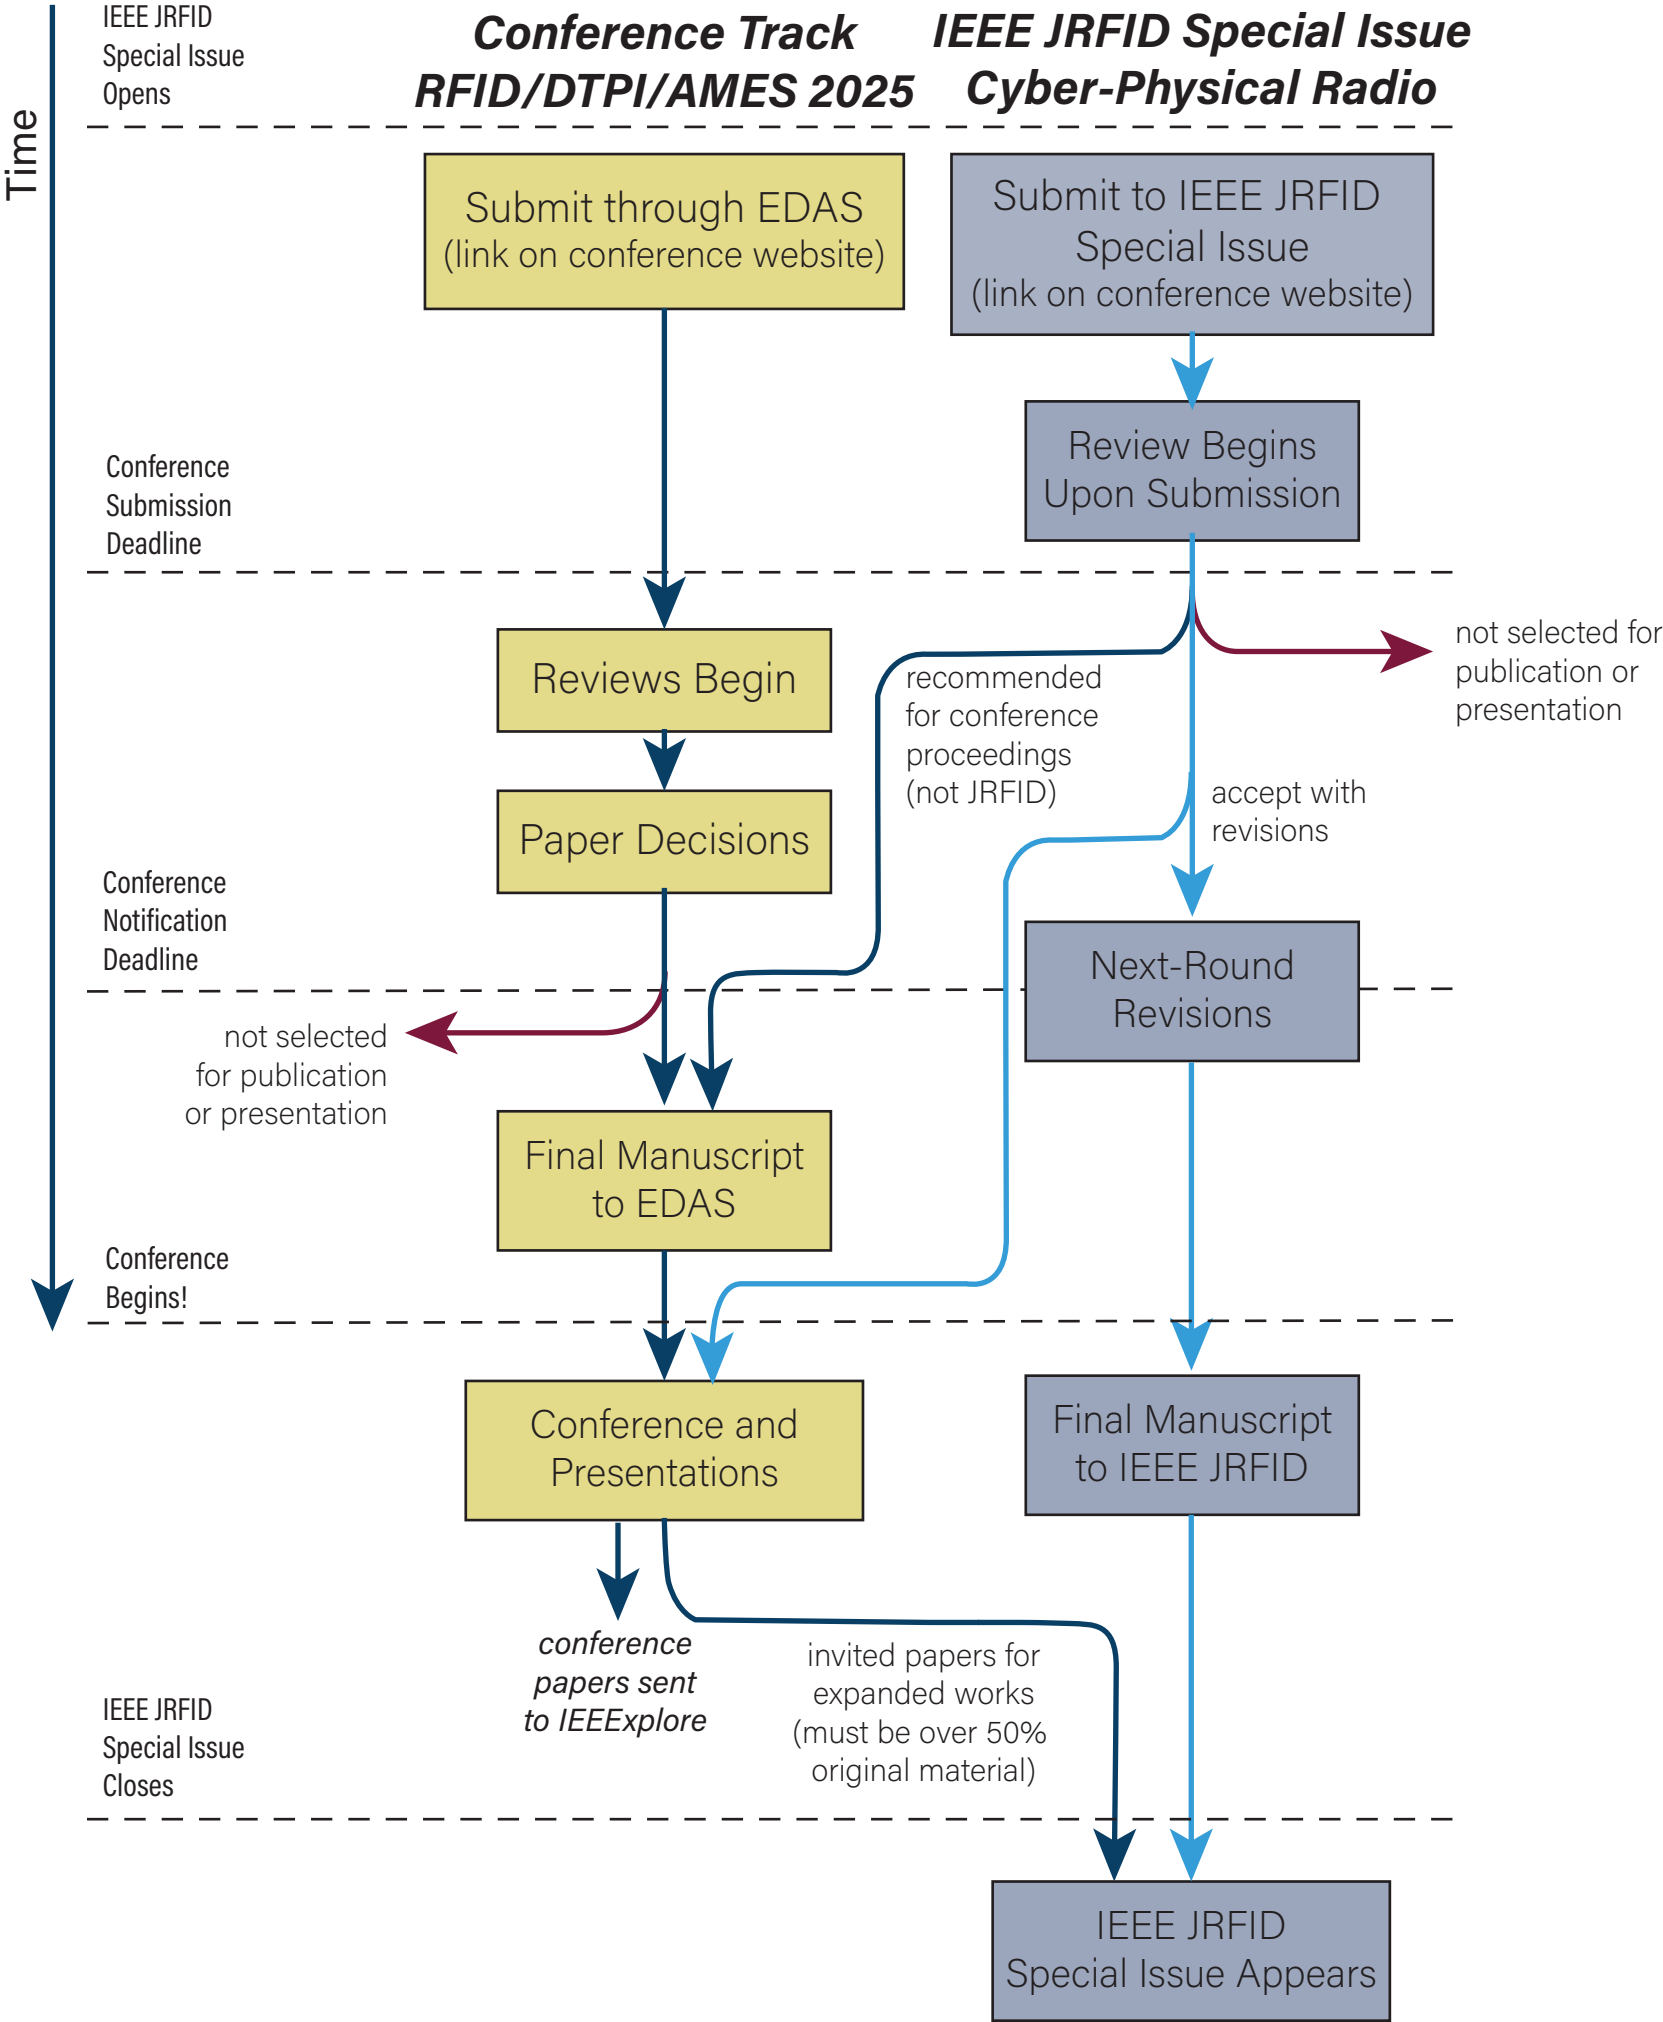 IEEE JRFID
Special Issue
Opens
Time
Conference Track
RFID/DTPI/AMES 2025
IEEE JRFID Special Issue
Cyber-Physical Radio
Submit through EDAS
(link on conference website)
Submit to IEEE JRFID
Special Issue
(link on conference website)
Review Begins
Upon Submission
Conference
Submission
Deadline
Reviews Begin
recommended
for conference
proceedings
(not JRFID)
not selected for
publication or
presentation
accept with
revisions
Paper Decisions
Conference
Notification
Deadline
Next-Round
Revisions
not selected
for publication
or presentation
Final Manuscript
to EDAS
Conference
Begins!
Conference and
Presentations
Final Manuscript
to IEEE JRFID
conference
papers sent
to IEEExplore
invited papers for
expanded works
(must be over 50%
original material)
IEEE JRFID
Special Issue
Closes
IEEE JRFID
Special Issue Appears